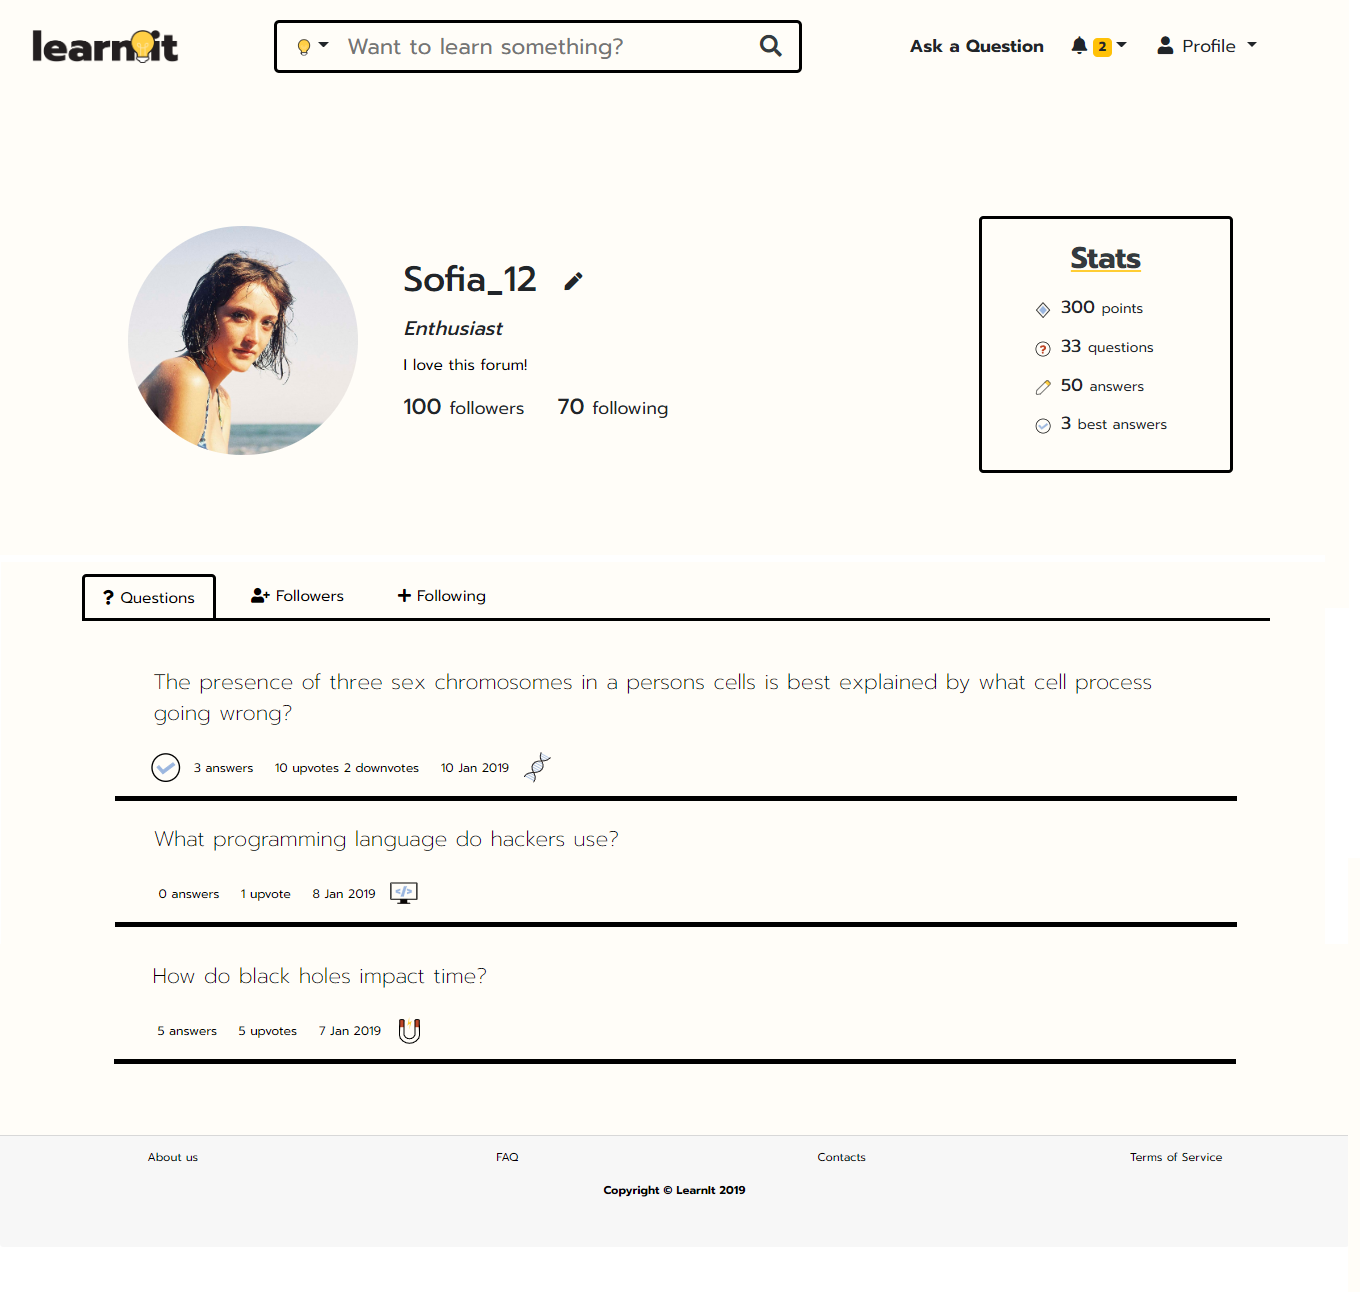 learnit
Want to learn something?
Ask a Question
2
Profile
Sofia_12
Enthusiast
I love this forum!
100 followers 70 following
Stats
300 points
33 questions
50 answers
3 best answers
? Questions
Followers
Following
The presence of three sex chromosomes in a persons cells is best explained by what cell process
going wrong?
3 answers 10 upvotes 2 downvotes 10 Jan 2019
What programming language do hackers use?
0 answers 1 upvote 8 Jan 2019
How do black holes impact time?
5 answers 5 upvotes 7 Jan 2019
About us FAQ Contacts Terms of Service
Copyright © LearnIt 2019